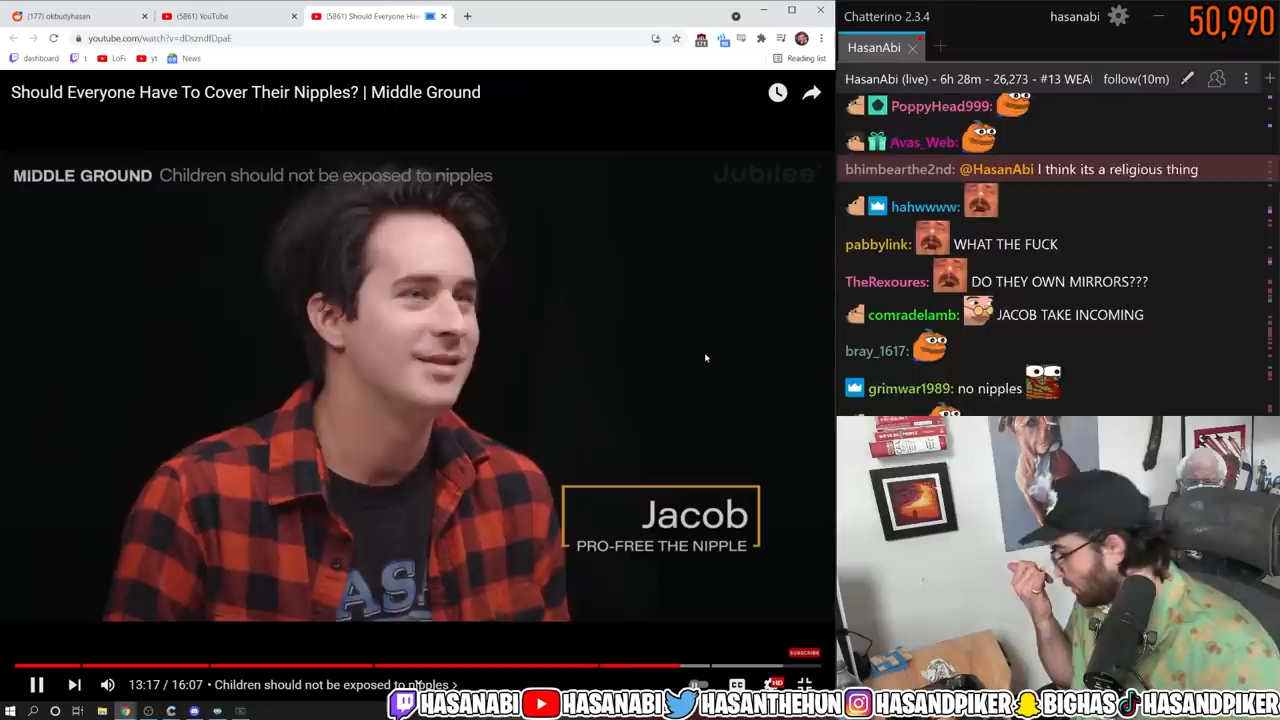 (177) okbudyhasan
(5861) YouTube
(5861) Should Everyone Hav
youtube.com/watch?v=dDszndfDpaE
dashboard
t
LoFi
yt
News
Reading list
Should Everyone Have To Cover Their Nipples? | Middle Ground
MIDDLE GROUND Children should not be exposed to nipples
Jubilee
Jacob
PRO-FREE THE NIPPLE
SUBSCRIBE
13:17 / 16:07 • Children should not be exposed to nipples >
Chatterino 2.3.4
hasanabi
50,990
HasanAbi
HasanAbi (live) - 6h 28m - 26,273 - #13 WEA
follow(10m)
PoppyHead999:
Avas_Web:
bhimbearthe2nd: @HasanAbi I think its a religious thing
hahwwww:
pabbylink: WHAT THE FUCK
TheRexoures: DO THEY OWN MIRRORS???
comradelamb: JACOB TAKE INCOMING
bray_1617:
grimwar1989: no nipples
HASANABI HASANABI HASANTHEHUN HASANDPIKER BIGHAS HASANDPIKER